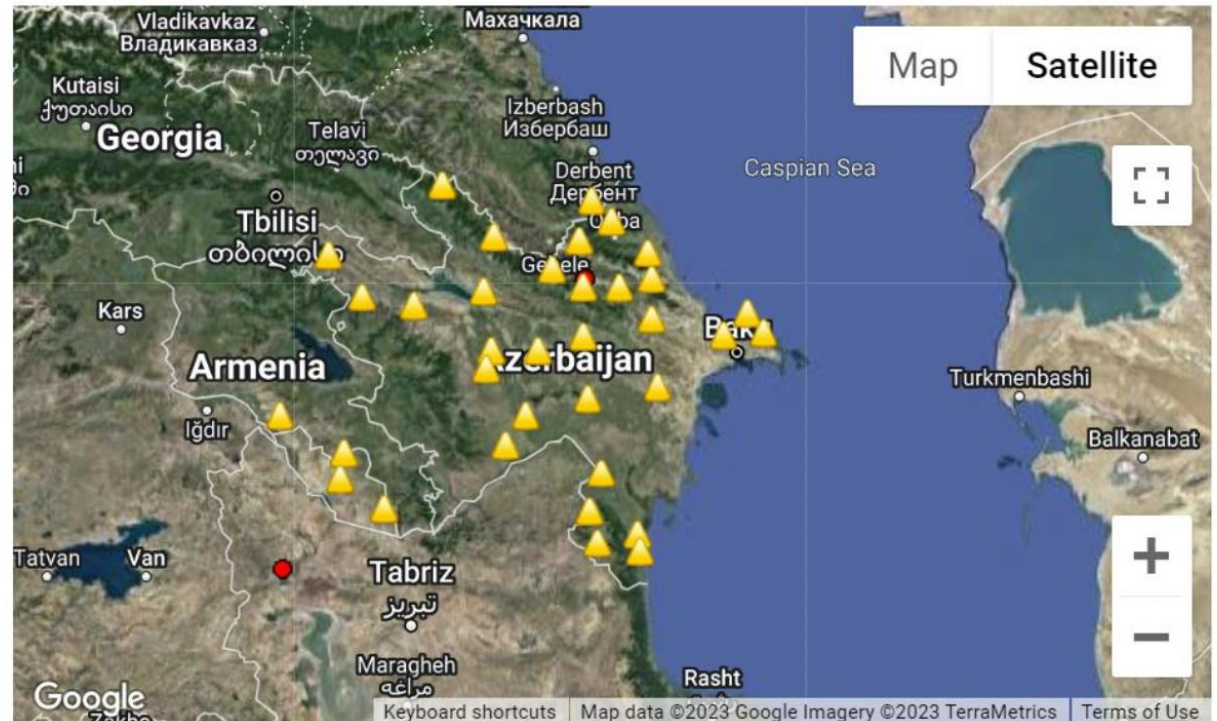 Vladikavkaz
Владикавказ
Махачкала
Map
Satellite
Kutaisi
ქუთაისი
Izberbash
Избербаш
Georgia
Telavi
თელავი
Derbent
Дербент
Caspian Sea
Tbilisi
თბილისი
Kars
Armenia
Azerbaijan
Turkmenbashi
Iğdır
Balkanabat
Tatvan
Van
Tabriz
تبریز
Maragheh
مراغه
Rasht
Google
Keyboard shortcuts
Map data ©2023 Google Imagery ©2023 TerraMetrics
Terms of Use